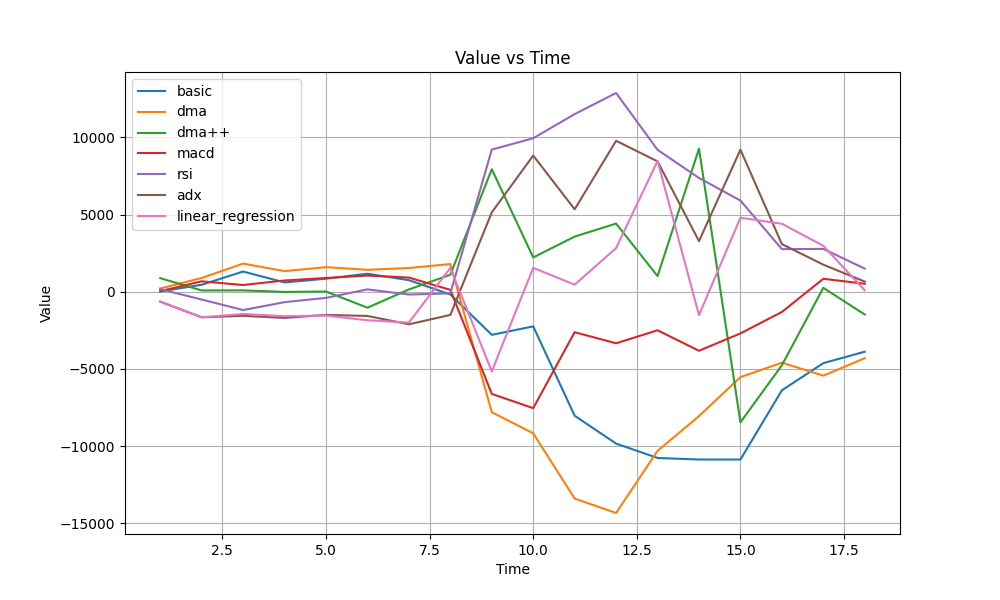 Value vs Time
basic
dma
dma++
macd
rsi
adx
linear_regression
10000
5000
0
−5000
−10000
−15000
Value
2.5 5.0 7.5 10.0 12.5 15.0 17.5
Time